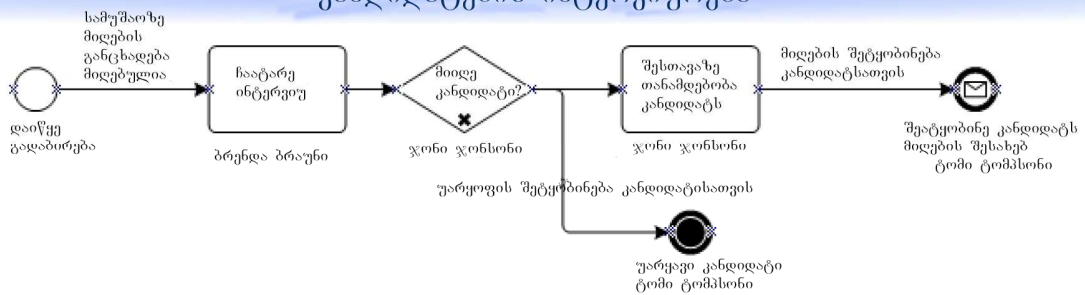 სამუშაოზე
მიღების
განცხადება
მიღებულია
დაიწყე
გადაბირება
ჩაატარე
ინტერვიუ
ბრენდა ბრაუნი
მიიღე
კანდიდატი?
ჯონი ჯონსონი
შესთავაზე
თანამდებობა
კანდიდატს
ჯონი ჯონსონი
მიღების შეტყობინება
კანდიდატსათვის
შეატყობინე კანდიდატს
მიღების შესახებ
ტომი ტომპსონი
უარყოფის შეტყობინება კანდიდატისათვის
უარყავი კანდიდატი
ტომი ტომპსონი